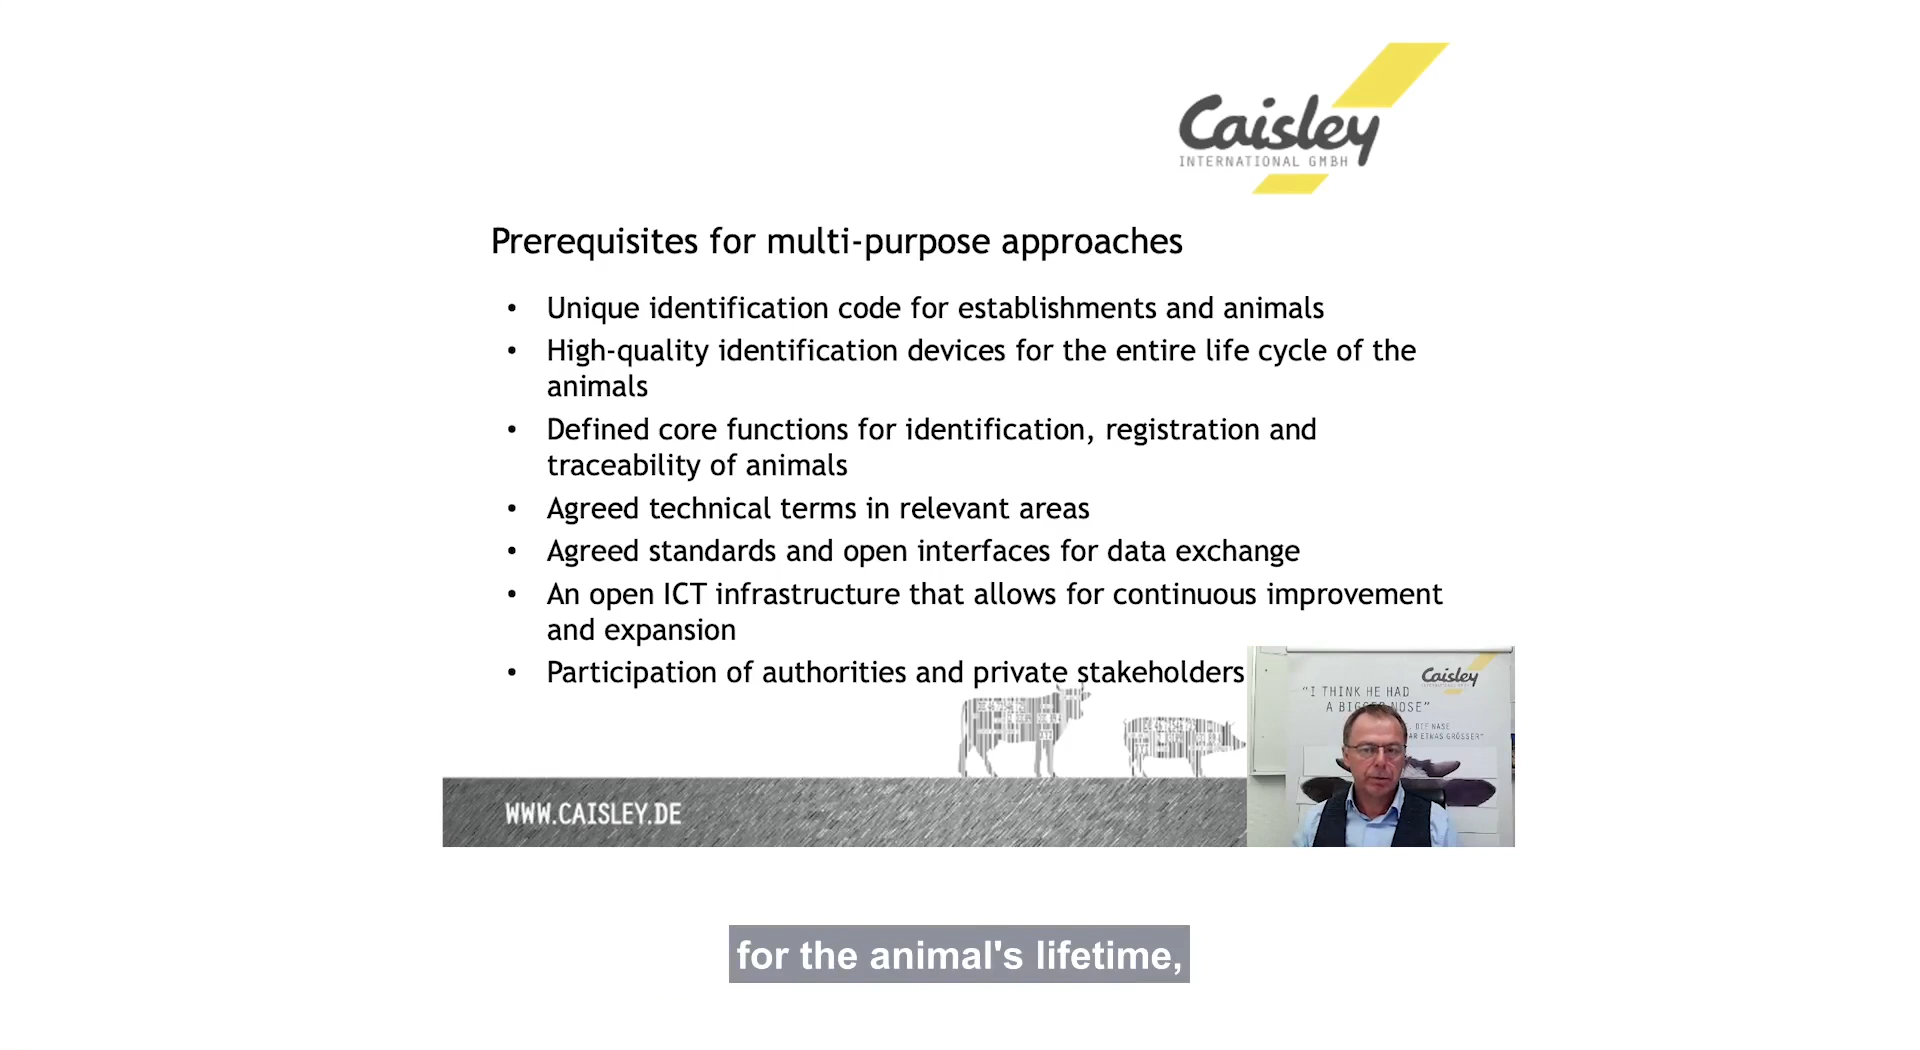 Caisley
INTERNATIONAL GMBH
Prerequisites for multi-purpose approaches
• Unique identification code for establishments and animals
• High-quality identification devices for the entire life cycle of the
animals
• Defined core functions for identification, registration and
traceability of animals
• Agreed technical terms in relevant areas
• Agreed standards and open interfaces for data exchange
• An open ICT infrastructure that allows for continuous improvement
and expansion
• Participation of authorities and private stakeholders
WWW.CAISLEY.DE
Caisley
"I THINK HE HAD
A BIGGER NOSE"
DIE NASE
AR ETWAS GRÖSSER"
for the animal's lifetime,